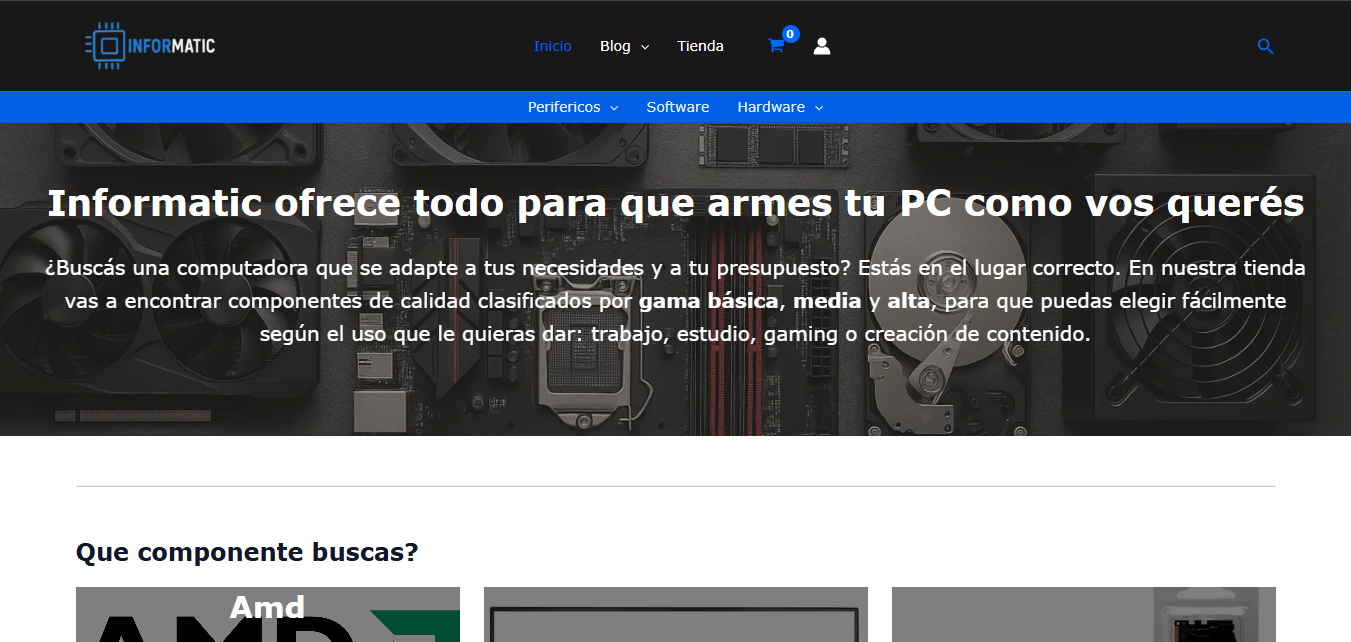 INFORMATIC
Inicio Blog Tienda 0
Perifericos Software Hardware
Informatic ofrece todo para que armes tu PC como vos querés
¿Buscás una computadora que se adapte a tus necesidades y a tu presupuesto? Estás en el lugar correcto. En nuestra tienda
vas a encontrar componentes de calidad clasificados por gama básica, media y alta, para que puedas elegir fácilmente
según el uso que le quieras dar: trabajo, estudio, gaming o creación de contenido.
Que componente buscas?
Amd
AMD